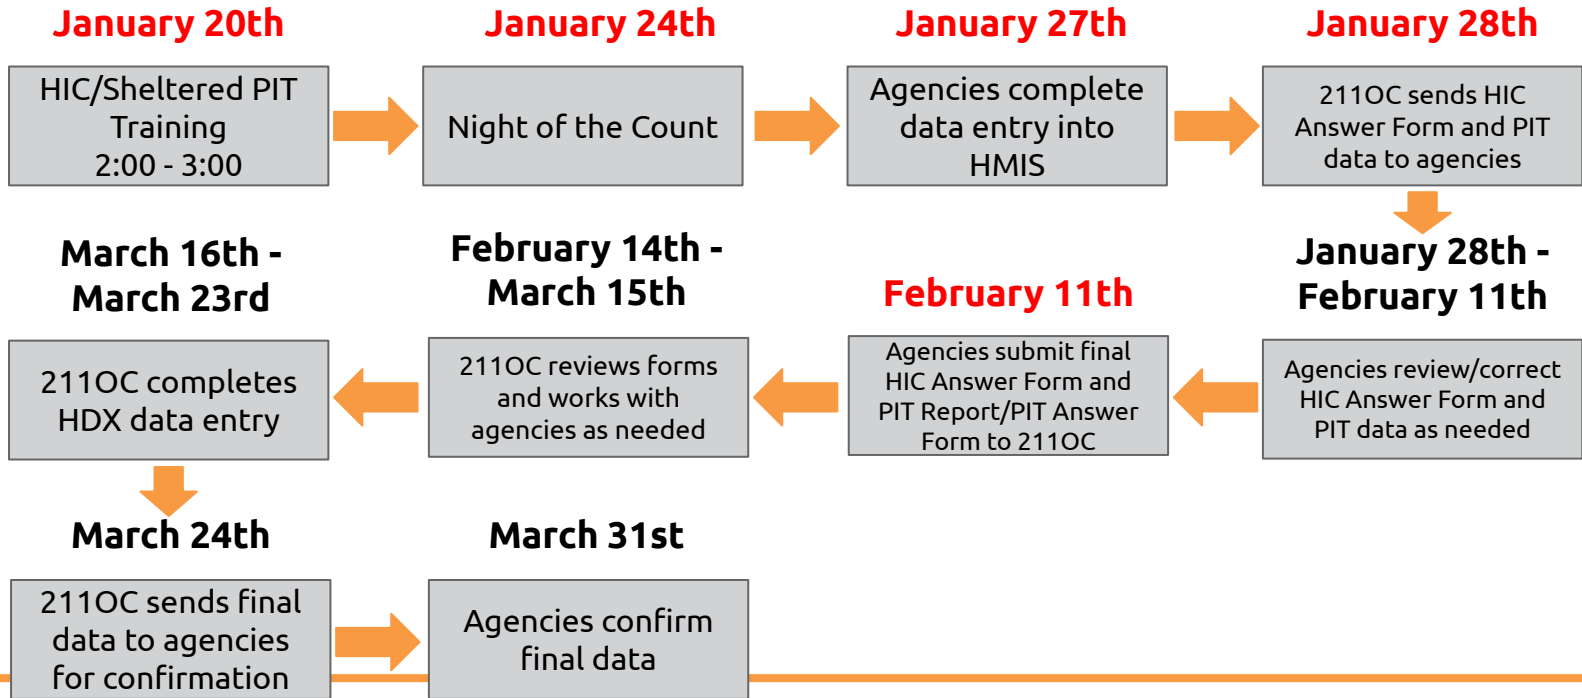 January 20th
HIC/Sheltered PIT
Training
2:00 - 3:00
January 24th
Night of the Count
January 27th
Agencies complete
data entry into
HMIS
January 28th
211OC sends HIC
Answer Form and PIT
data to agencies
January 28th -
February 11th
Agencies review/correct
HIC Answer Form and
PIT data as needed
February 11th
Agencies submit final
HIC Answer Form and
PIT Report/PIT Answer
Form to 211OC
February 14th -
March 15th
211OC reviews forms
and works with
agencies as needed
March 16th -
March 23rd
211OC completes
HDX data entry
March 24th
211OC sends final
data to agencies
for confirmation
March 31st
Agencies confirm
final data